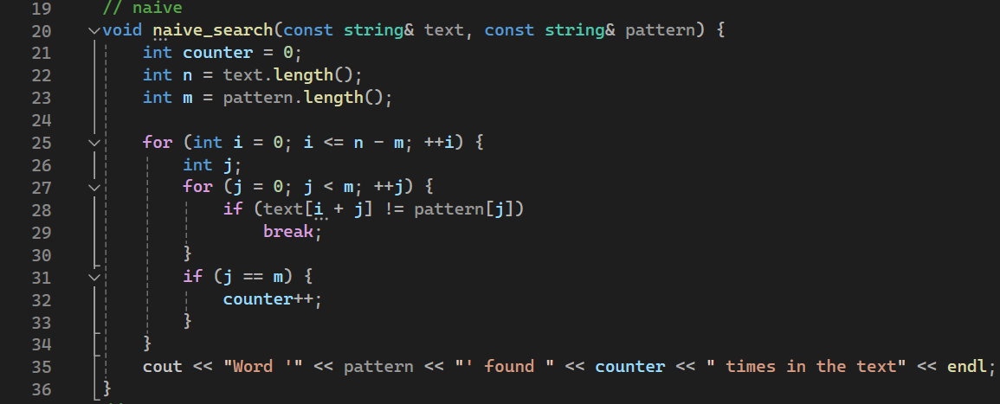 19 // naive
20 void naive_search(const string& text, const string& pattern) {
21 int counter = 0;
22 int n = text.length();
23 int m = pattern.length();
24
25 for (int i = 0; i <= n - m; ++i) {
26 int j;
27 for (j = 0; j < m; ++j) {
28 if (text[i + j] != pattern[j])
29 break;
30 }
31 if (j == m) {
32 counter++;
33 }
34 }
35 cout << "Word '" << pattern << "' found " << counter << " times in the text" << endl;
36 }